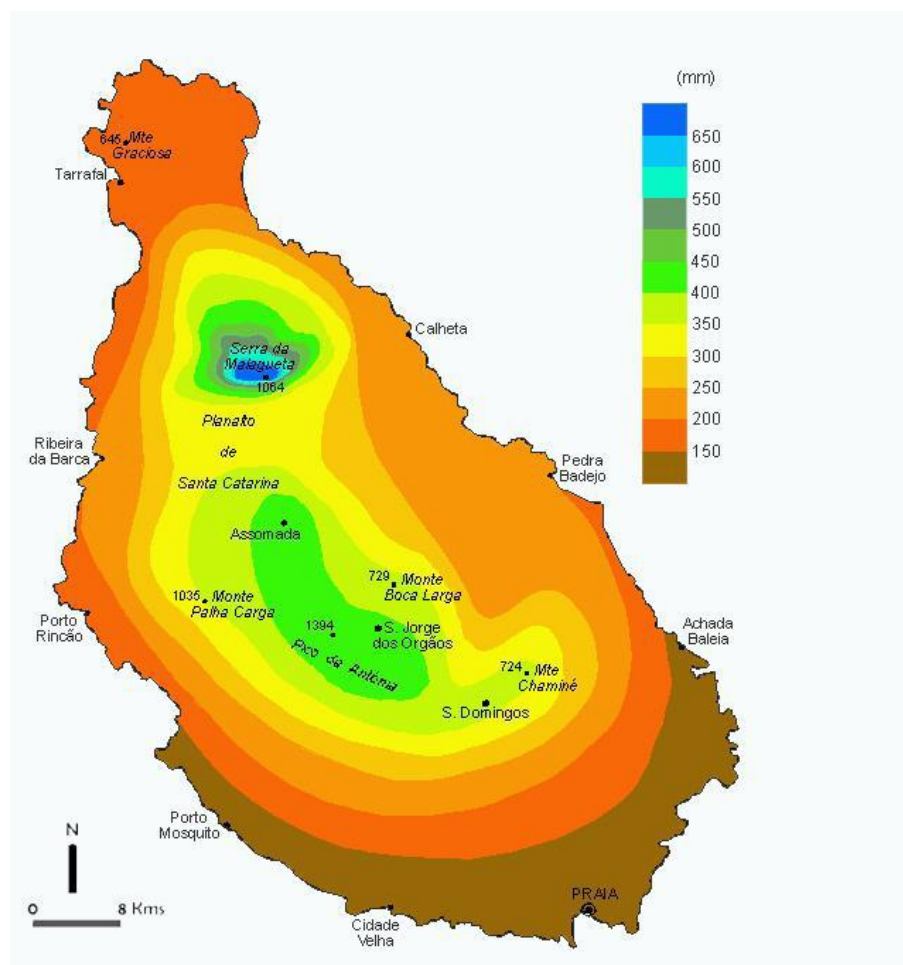 (mm)
650
600
550
500
450
400
350
300
250
200
150
645 Mte
Graciosa
Tarrafal
Calheta
Serra da
Malagueta
1064
Planalto
de
Santa Catarina
Ribeira
da Barca
Pedra
Badejo
Assomada
729 Monte
Boca Larga
1035 Monte
Palha Carga
Porto
Rincão
1394
S. Jorge
dos Orgãos
Pico da Antónia
Achada
Baleia
724 Mte
Chaminé
S. Domingos
Porto
Mosquito
N
0 8 Kms
PRAIA
Cidade
Velha